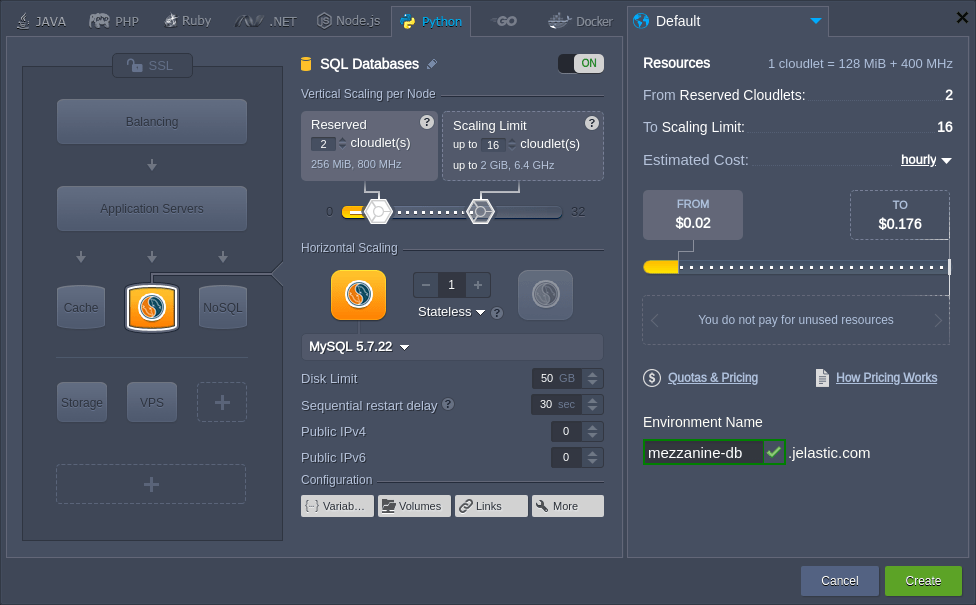 JAVA PHP Ruby .NET Node.js Python GO Docker
Default
SSL
Balancing
Application Servers
Cache
NoSQL
Storage
VPS
SQL Databases
ON
Vertical Scaling per Node
Reserved ?
2 cloudlet(s)
256 MiB, 800 MHz
Scaling Limit ?
up to 16 cloudlet(s)
up to 2 GiB, 6.4 GHz
0
32
Horizontal Scaling
1
Stateless ?
MySQL 5.7.22
Disk Limit 50 GB
Sequential restart delay ? 30 sec
Public IPv4 0
Public IPv6 0
Configuration
Variab... Volumes Links More
Resources 1 cloudlet = 128 MiB + 400 MHz
From Reserved Cloudlets: 2
To Scaling Limit: 16
Estimated Cost: hourly
FROM
$0.02
TO
$0.176
You do not pay for unused resources
$ Quotas & Pricing
How Pricing Works
Environment Name
mezzanine-db .jelastic.com
Cancel Create